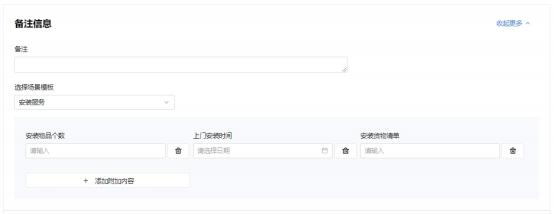 备注信息 收起更多
备注
选择场景模板
安装服务
安装物品个数 上门安装时间 安装货物清单
请输入 请选择日期 请输入
+ 添加附加内容